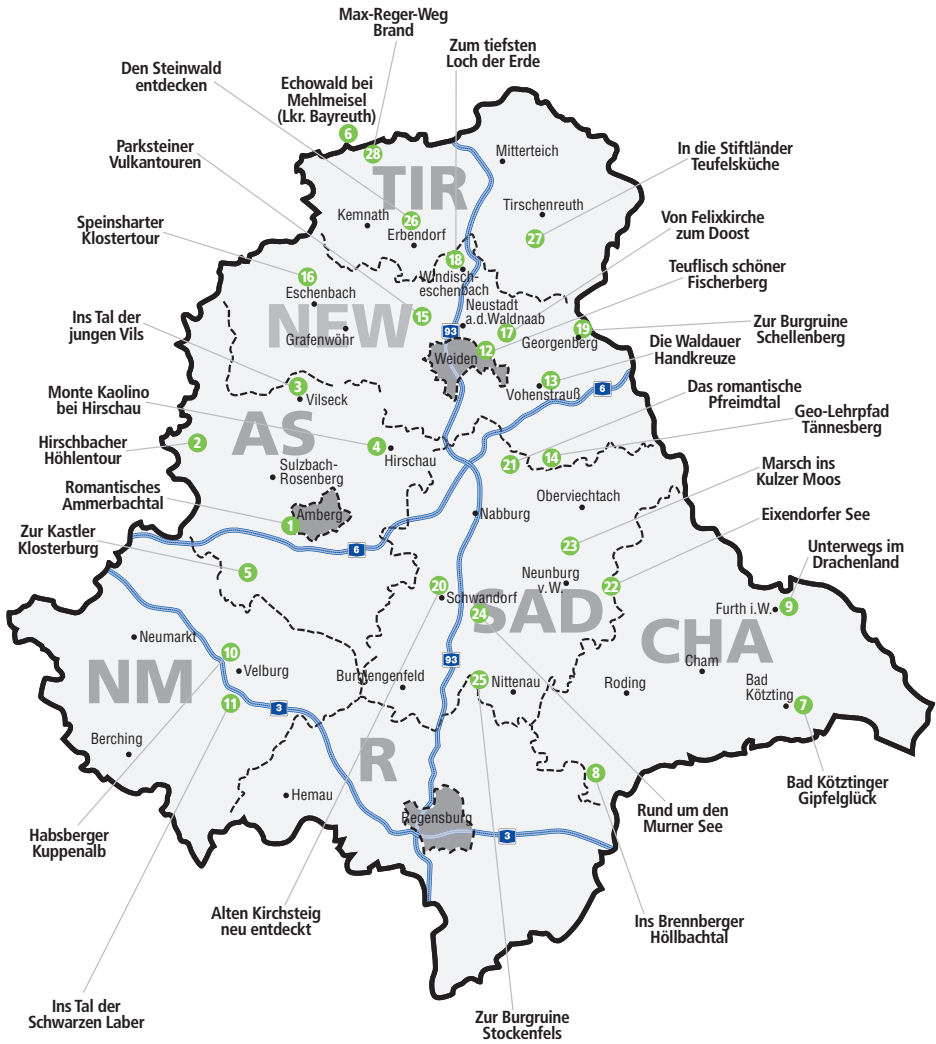 Max-Reger-Weg
Brand
Zum tiefsten
Loch der Erde
Den Steinwald
entdecken
Echowald bei
Mehlmeisel
(Lkr. Bayreuth)
6
28
Mitterteich
Parksteiner
Vulkantouren
In die Stiftländer
Teufelsküche
TIR
Tirschenreuth
Kemnath
26
Erbendorf
27
Speinsharter
Klostertour
Von Felixkirche
zum Doost
18
Windisch-
eschenbach
16
Eschenbach
Teuflisch schöner
Fischerberg
NEW
Grafenwöhr
15
Neustadt
a.d.Waldnaab
93
17
19
Georgenberg
Ins Tal der
jungen Vils
Zur Burgruine
Schellenberg
Weiden
12
Die Waldauer
Handkreuze
3
Vilseck
13
Vohenstrauß
6
Das romantische
Pfreimdtal
Monte Kaolino
bei Hirschau
Geo-Lehrpfad
Tännesberg
Hirschbacher
Höhlentour
2
AS
4
Hirschau
21
14
Sulzbach-
Rosenberg
Marsch ins
Kulzer Moos
Romantisches
Ammerbachtal
1
Amberg
Oberviechtach
Nabburg
Eixendorfer See
Zur Kastler
Klosterburg
6
23
Unterwegs im
Drachenland
5
20
Schwandorf
Neunburg
v.W.
22
24
SAD
Furth i.W.
9
Neumarkt
10
Velburg
CHA
Cham
NM
93
Burglengenfeld
25
Nittenau
Roding
Bad
Kötzting
7
11
3
Berching
R
8
Hemau
Bad Kötztinger
Gipfelglück
Regensburg
3
Rund um den
Murner See
Habsberger
Kuppenalb
Alten Kirchsteig
neu entdeckt
Ins Brennberger
Höllbachtal
Ins Tal der
Schwarzen Laber
Zur Burgruine
Stockenfels